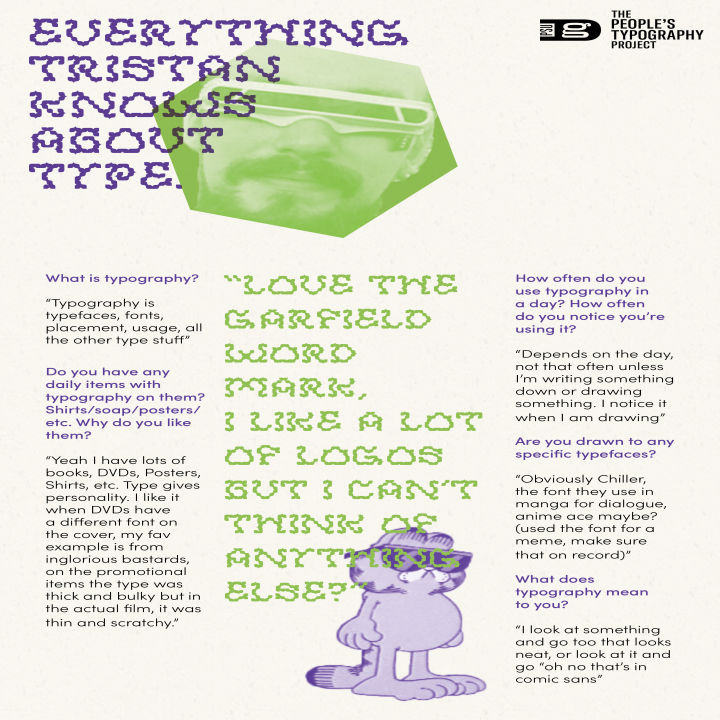 EVERYTHING
TRISTAN
KNOWS
ABOUT
TYPE.
PSU
g
THE
PEOPLE'S
TYPOGRAPHY
PROJECT
What is typography?
“Typography is
typefaces, fonts,
placement, usage, all
the other type stuff”
Do you have any
daily items with
typography on them?
Shirts/soap/posters/
etc. Why do you like
them?
“Yeah I have lots of
books, DVDs, Posters,
Shirts, etc. Type gives
personality. I like it
when DVDs have
a different font on
the cover, my fav
example is from
inglorious bastards,
on the promotional
items the type was
thick and bulky but in
the actual film, it was
thin and scratchy.”
“LOVE THE
GARFIELD
WORD
MARK,
I LIKE A LOT
OF LOGOS
BUT I CAN'T
THINK OF
ANYTHING
ELSE?”
How often do you
use typography in
a day? How often
do you notice you’re
using it?
“Depends on the day,
not that often unless
I’m writing something
down or drawing
something. I notice it
when I am drawing”
Are you drawn to any
specific typefaces?
“Obviously Chiller,
the font they use in
manga for dialogue,
anime ace maybe?
(used the font for a
meme, make sure
that on record)”
What does
typography mean
to you?
“I look at something
and go too that looks
neat, or look at it and
go “oh no that’s in
comic sans”